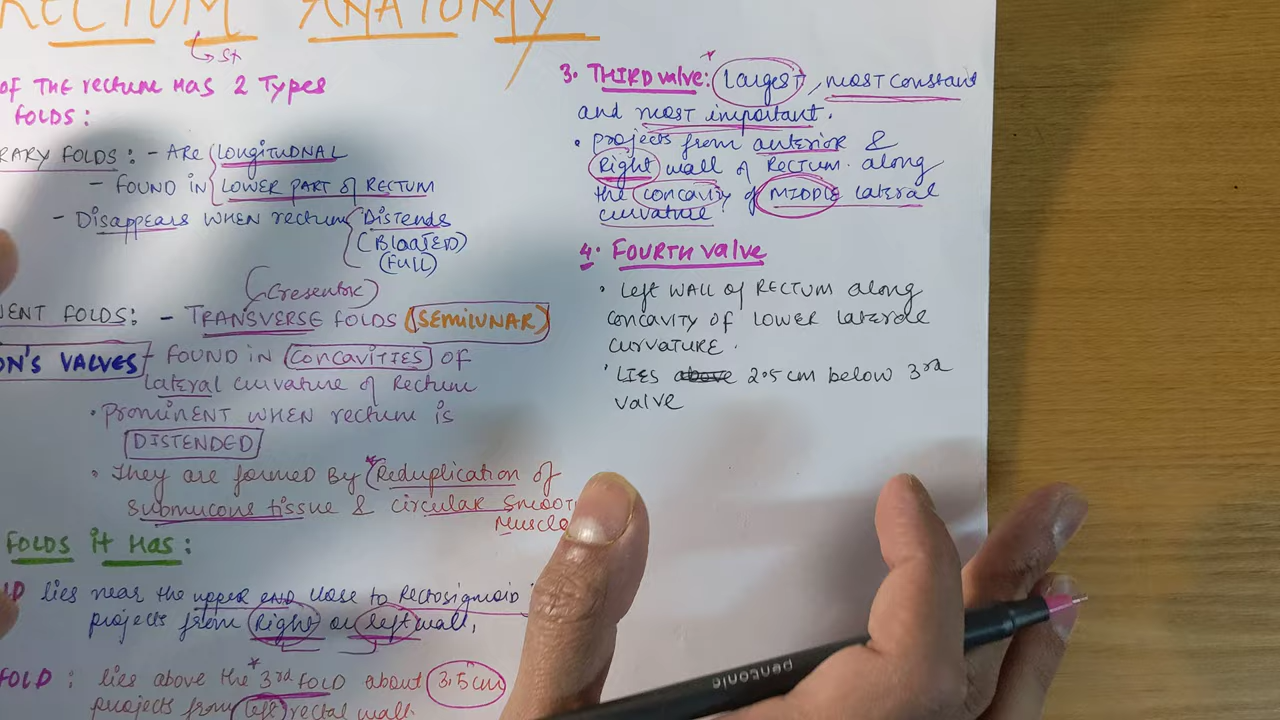 RECTUM ANATOMY
↳ Sx
OF THE rectum Has 2 Types
FOLDS:
RARY FOLDS: - ARE LONGITUDNAL
- FOUND IN LOWER PART of RECTUM
- Disappears WHEN rectum Distends
(BLOATED)
(FULL)
(Cresentric)
NENT FOLDS: - TRANSVERSE FOLDS (SEMILUNAR)
ON'S VALVES - FOUND IN CONCAVITIES OF
lateral curvature of Rectum
• Prominent WHEN rectum is
DISTENDED
• They are formed By * Reduplication of
submucous tissue & circular Smooth
Muscle
FOLDS it Has:
LD lies near the upper end close to Rectosigmoid
projects from Right or left wall,
FOLD: lies above the * 3rd FOLD about 3.5cm
projects from left rectal wall.
3. THIRD valve: * Largest, most constant
and most important.
• projects from anterior &
Right wall of Rectum. along
the concavity of MIDDLE lateral
curvature.
4. FOURTH valve
• left WALL of RECTUM along
concavity of LOWER laterale
curvature.
• LIES above 2.5 cm below 3rd
valve
pentonic